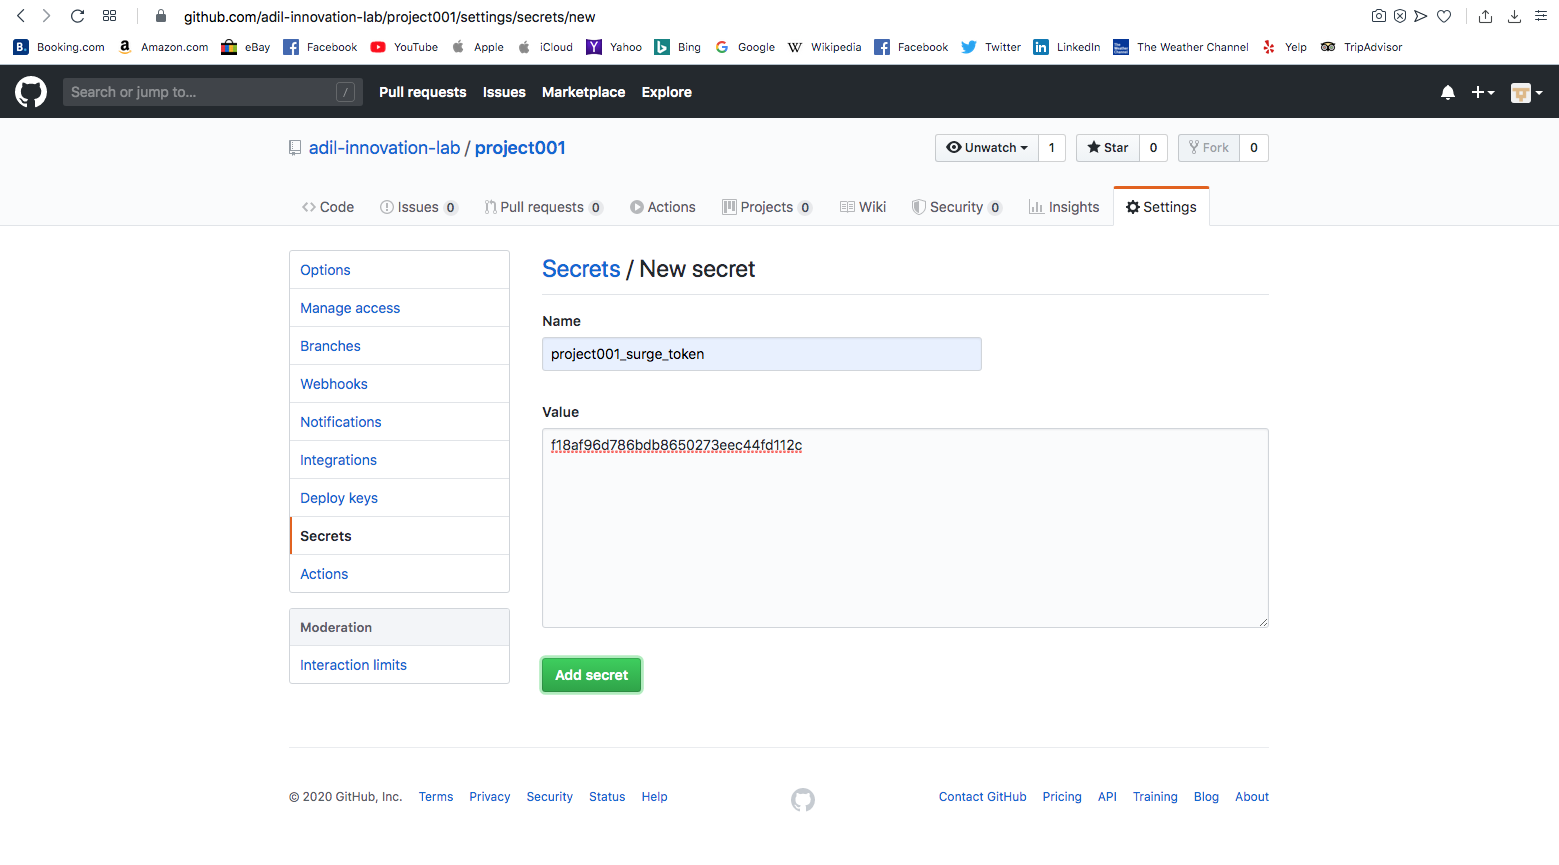 github.com/adil-innovation-lab/project001/settings/secrets/new
B. Booking.com a Amazon.com eBay Facebook YouTube Apple iCloud Yahoo Bing Google W Wikipedia Facebook Twitter LinkedIn The Weather Channel Yelp TripAdvisor
Search or jump to... / Pull requests Issues Marketplace Explore
adil-innovation-lab / project001 Unwatch 1 Star 0 Fork 0
Code Issues 0 Pull requests 0 Actions Projects 0 Wiki Security 0 Insights Settings
Options
Manage access
Branches
Webhooks
Notifications
Integrations
Deploy keys
Secrets
Actions
Moderation
Interaction limits
Secrets / New secret
Name
project001_surge_token
Value
f18af96d786bdb8650273eec44fd112c
Add secret
© 2020 GitHub, Inc. Terms Privacy Security Status Help Contact GitHub Pricing API Training Blog About